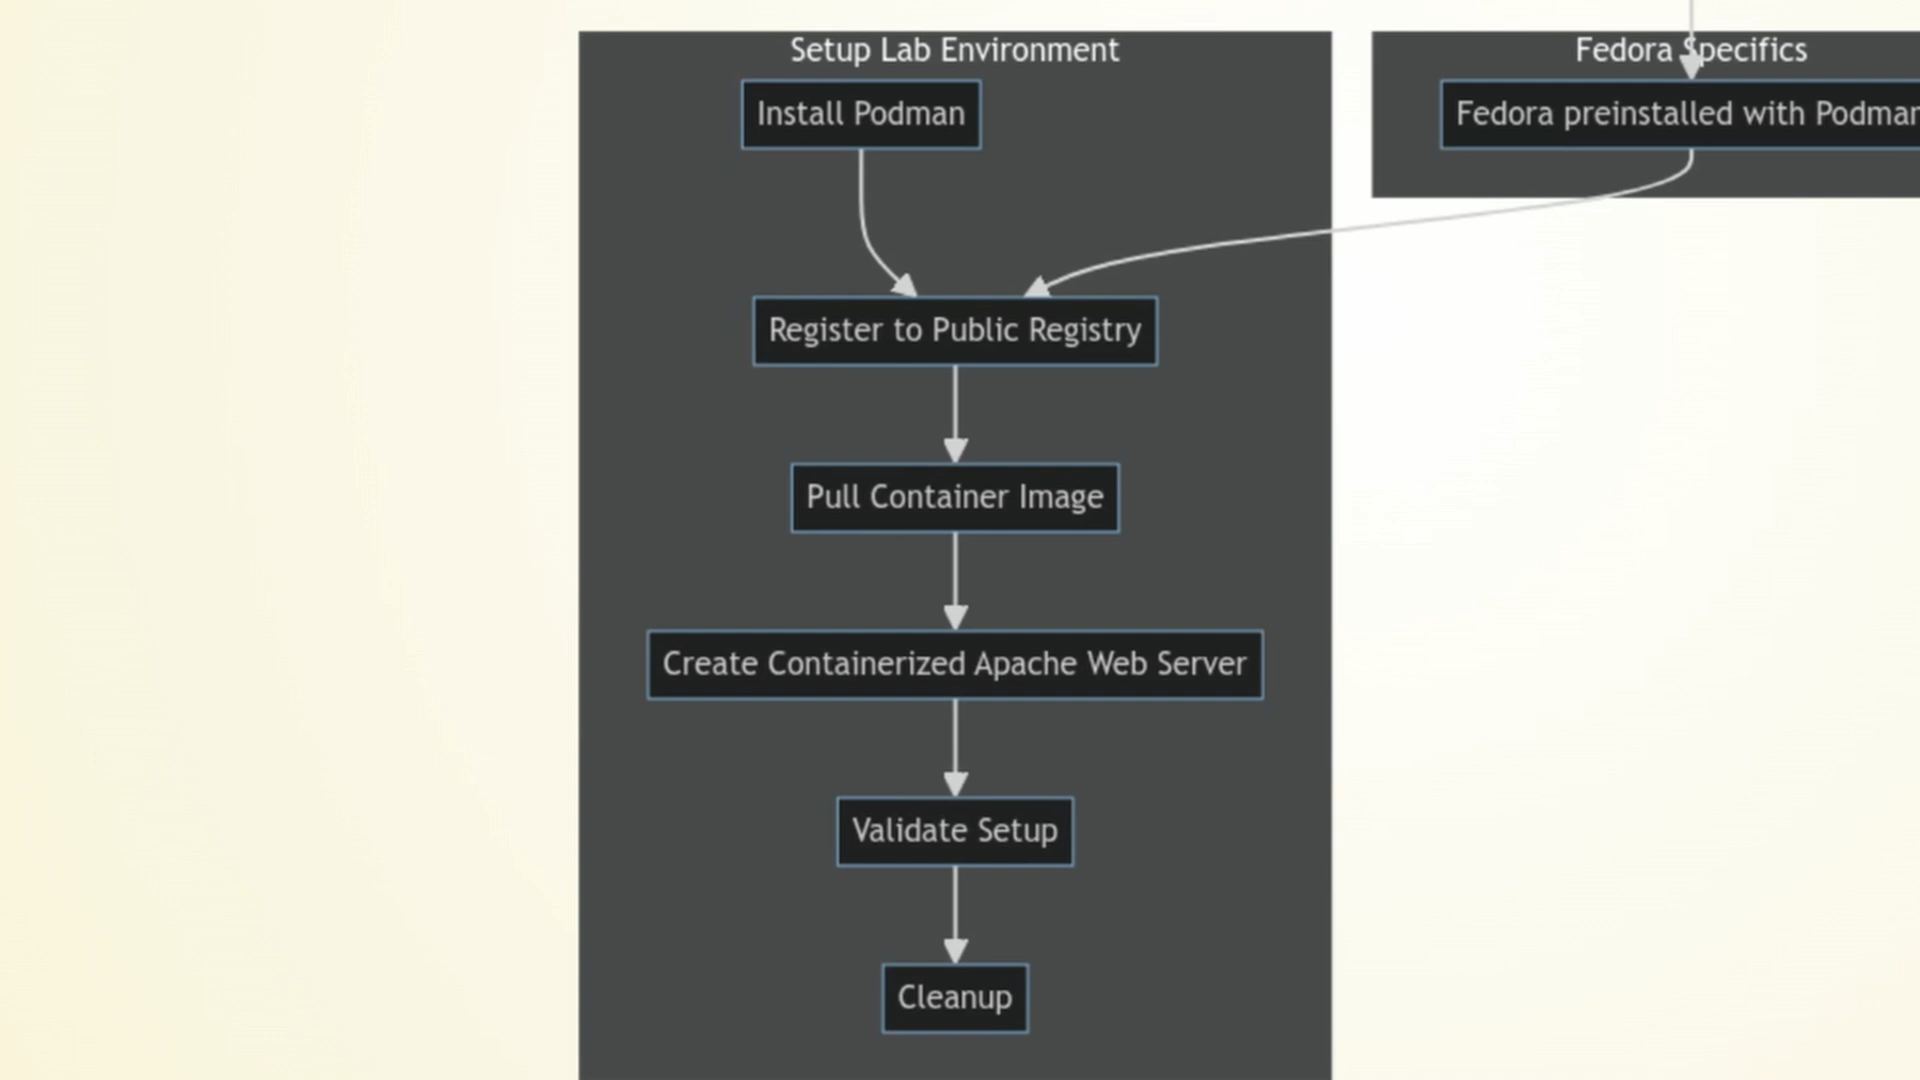 Setup Lab Environment
Install Podman
Register to Public Registry
Pull Container Image
Create Containerized Apache Web Server
Validate Setup
Cleanup
Fedora Specifics
Fedora preinstalled with Podman